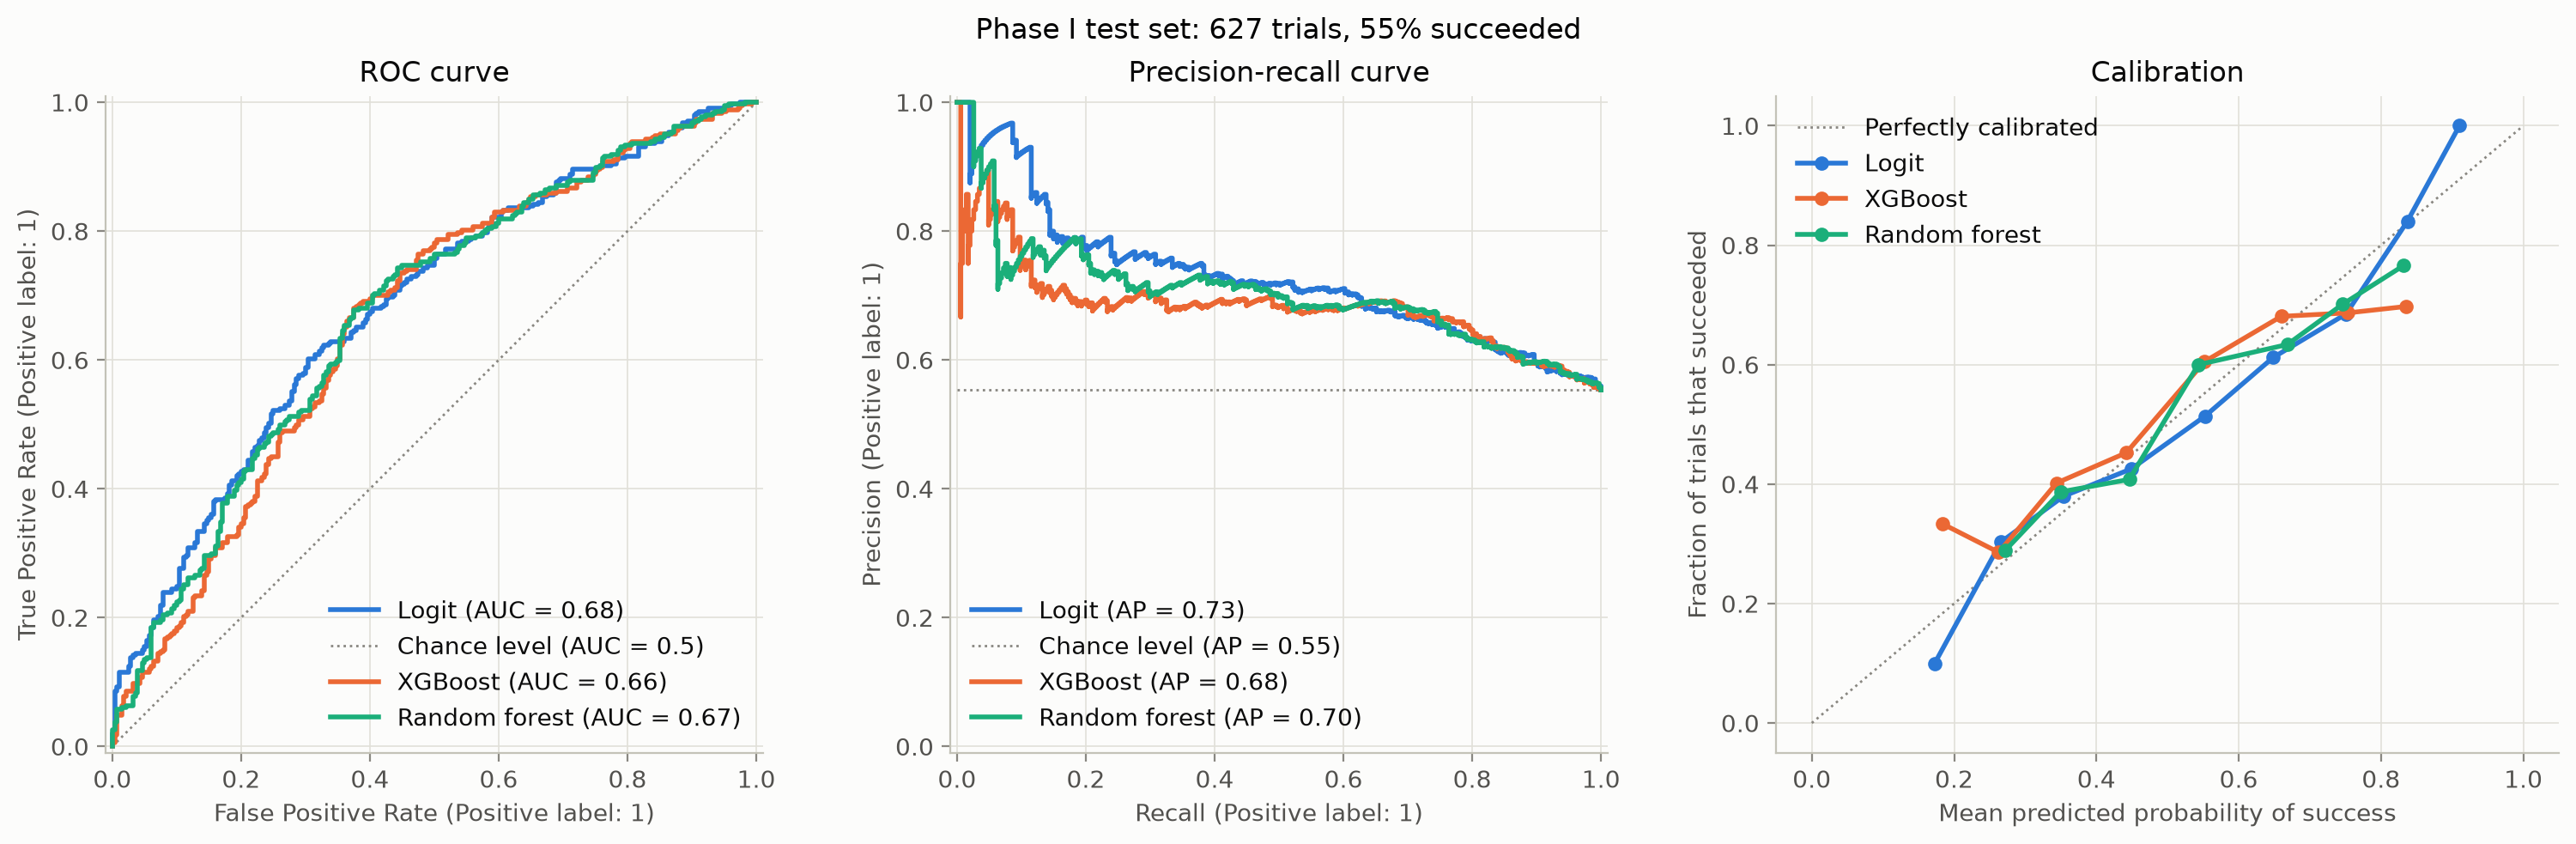 Phase I test set: 627 trials, 55% succeeded
ROC curve
1.0
0.8
0.6
0.4
0.2
0.0
0.0 0.2 0.4 0.6 0.8 1.0
True Positive Rate (Positive label: 1)
False Positive Rate (Positive label: 1)
Logit (AUC = 0.68)
Chance level (AUC = 0.5)
XGBoost (AUC = 0.66)
Random forest (AUC = 0.67)
Precision-recall curve
1.0
0.8
0.6
0.4
0.2
0.0
0.0 0.2 0.4 0.6 0.8 1.0
Precision (Positive label: 1)
Recall (Positive label: 1)
Logit (AP = 0.73)
Chance level (AP = 0.55)
XGBoost (AP = 0.68)
Random forest (AP = 0.70)
Calibration
Perfectly calibrated
Logit
XGBoost
Random forest
1.0
0.8
0.6
0.4
0.2
0.0
0.0 0.2 0.4 0.6 0.8 1.0
Fraction of trials that succeeded
Mean predicted probability of success